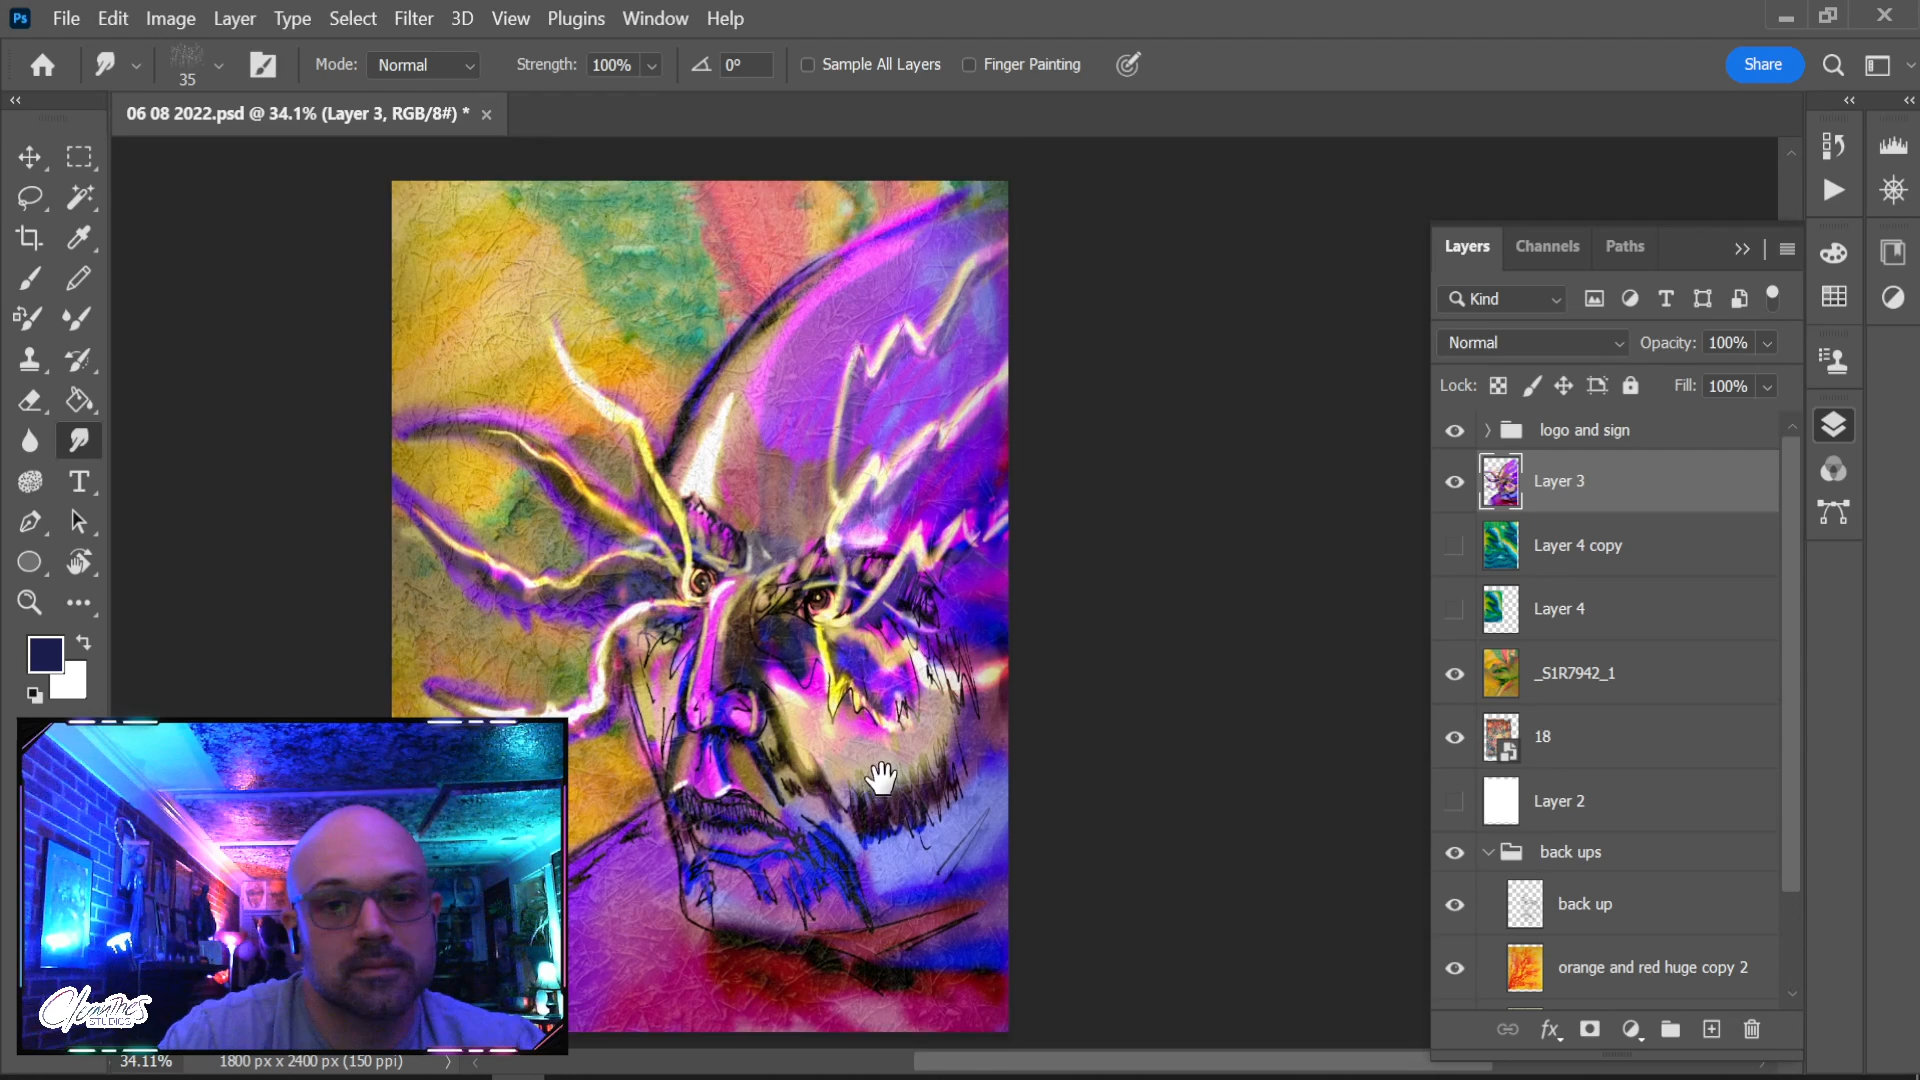 Ps File Edit Image Layer Type Select Filter 3D View Plugins Window Help
35 Mode: Normal Strength: 100% 0° Sample All Layers Finger Painting Share
06 08 2022.psd @ 34.1% (Layer 3, RGB/8#) *
Layers Channels Paths
Kind
Normal Opacity: 100%
Lock: Fill: 100%
logo and sign
Layer 3
Layer 4 copy
Layer 4
_S1R7942_1
18
Layer 2
back ups
back up
orange and red huge copy 2
STUDIOS
34.11% 1800 px x 2400 px (150 ppi)